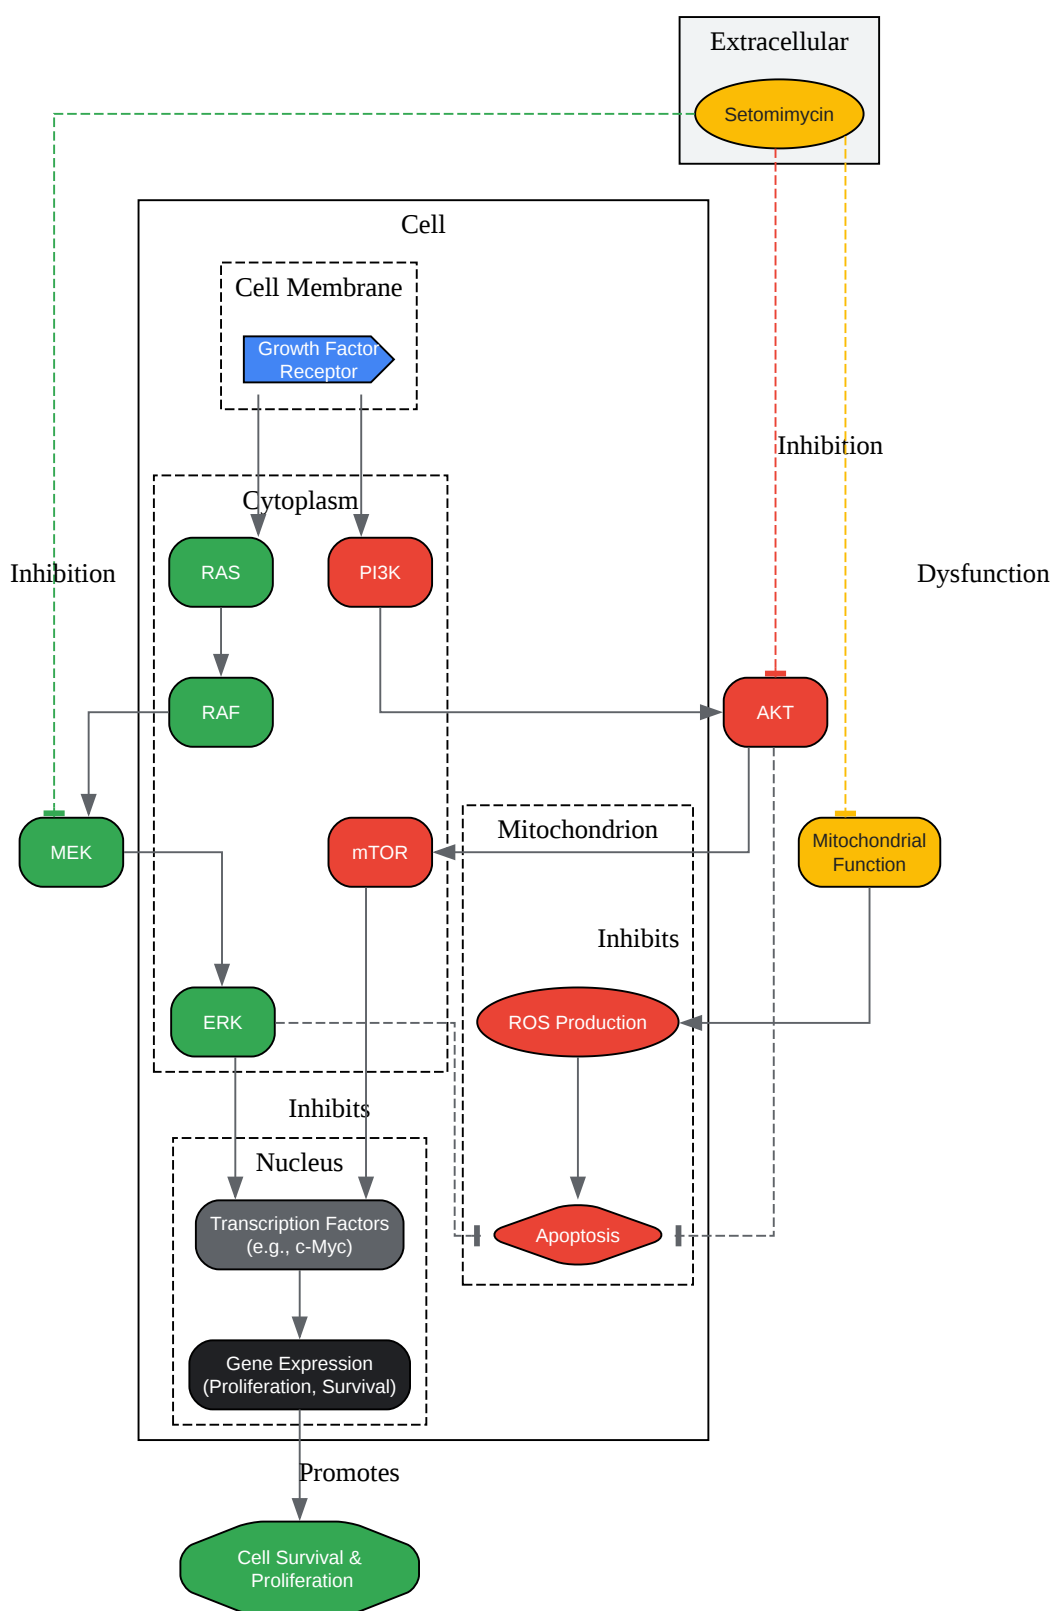 Extracellular
Setomimycin
Cell
Cell Membrane
Growth Factor
Receptor
Inhibition
Cytoplasm
Inhibition
RAS
PI3K
Dysfunction
RAF
AKT
Mitochondrion
MEK
mTOR
Mitochondrial
Function
Inhibits
ERK
ROS Production
Inhibits
Nucleus
Transcription Factors
(e.g., c-Myc)
Apoptosis
Gene Expression
(Proliferation, Survival)
Promotes
Cell Survival &
Proliferation